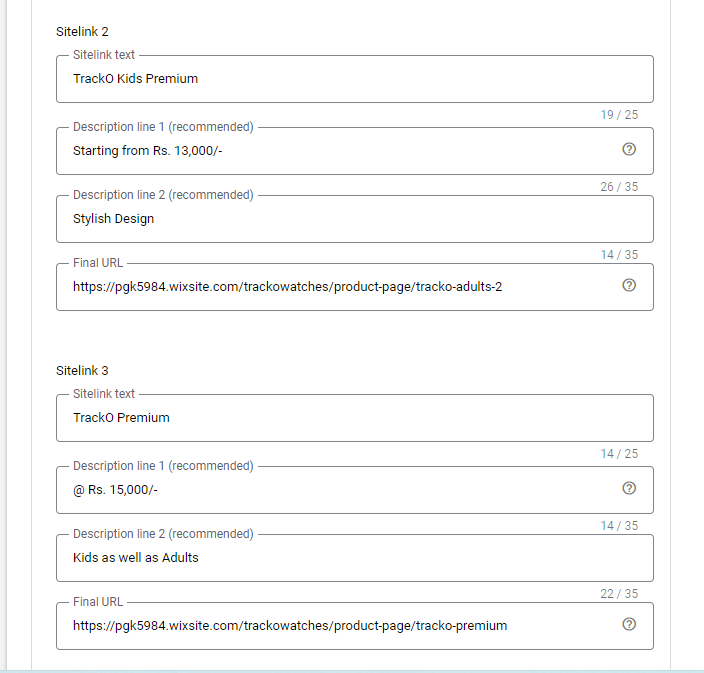 Sitelink 2
Sitelink text
TrackO Kids Premium
19 / 25
Description line 1 (recommended)
Starting from Rs. 13,000/-
26 / 35
Description line 2 (recommended)
Stylish Design
14 / 35
Final URL
https://pgk5984.wixsite.com/trackowatches/product-page/tracko-adults-2
Sitelink 3
Sitelink text
TrackO Premium
14 / 25
Description line 1 (recommended)
@ Rs. 15,000/-
14 / 35
Description line 2 (recommended)
Kids as well as Adults
22 / 35
Final URL
https://pgk5984.wixsite.com/trackowatches/product-page/tracko-premium